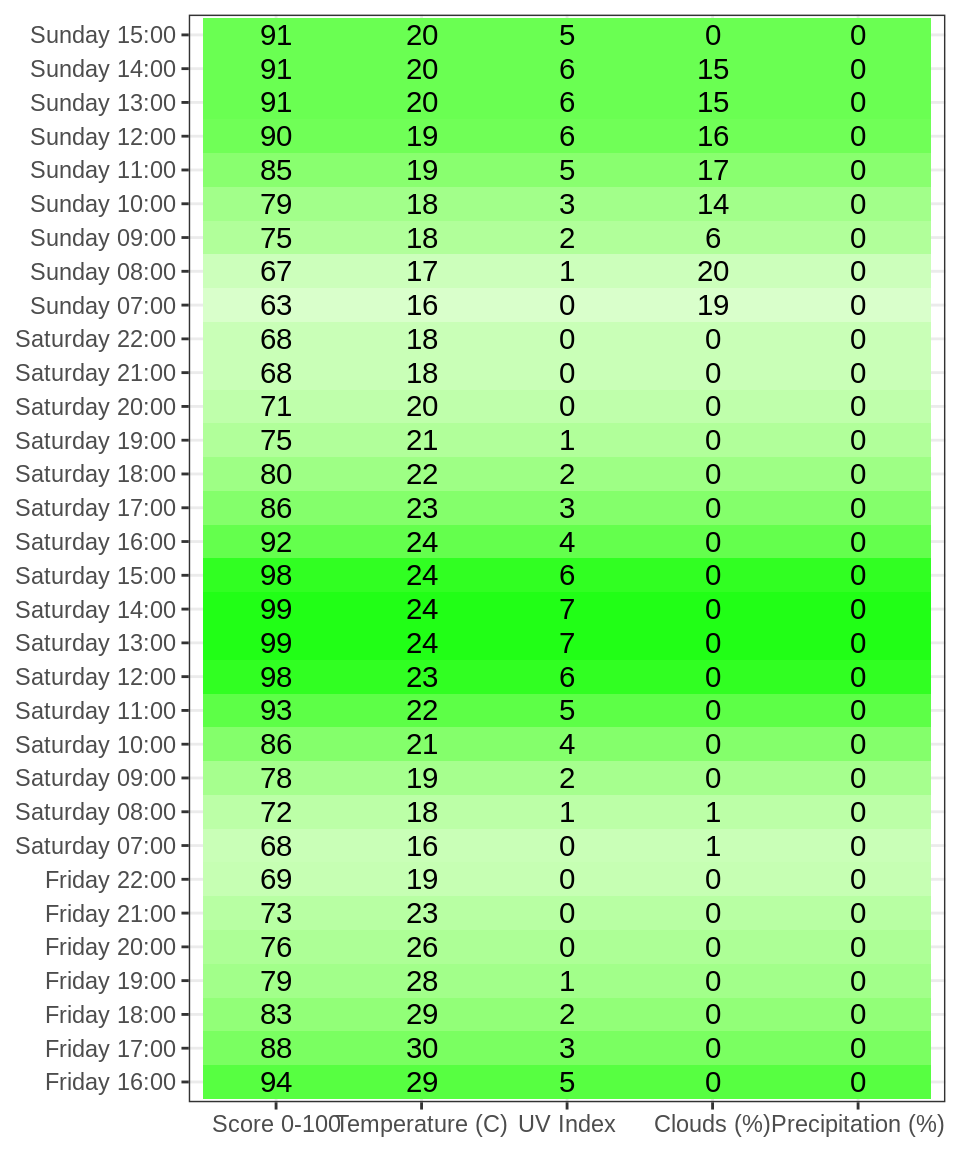 Sunday 15:00 91 20 5 0 0
Sunday 14:00 91 20 6 15 0
Sunday 13:00 91 20 6 15 0
Sunday 12:00 90 19 6 16 0
Sunday 11:00 85 19 5 17 0
Sunday 10:00 79 18 3 14 0
Sunday 09:00 75 18 2 6 0
Sunday 08:00 67 17 1 20 0
Sunday 07:00 63 16 0 19 0
Saturday 22:00 68 18 0 0 0
Saturday 21:00 68 18 0 0 0
Saturday 20:00 71 20 0 0 0
Saturday 19:00 75 21 1 0 0
Saturday 18:00 80 22 2 0 0
Saturday 17:00 86 23 3 0 0
Saturday 16:00 92 24 4 0 0
Saturday 15:00 98 24 6 0 0
Saturday 14:00 99 24 7 0 0
Saturday 13:00 99 24 7 0 0
Saturday 12:00 98 23 6 0 0
Saturday 11:00 93 22 5 0 0
Saturday 10:00 86 21 4 0 0
Saturday 09:00 78 19 2 0 0
Saturday 08:00 72 18 1 1 0
Saturday 07:00 68 16 0 1 0
Friday 22:00 69 19 0 0 0
Friday 21:00 73 23 0 0 0
Friday 20:00 76 26 0 0 0
Friday 19:00 79 28 1 0 0
Friday 18:00 83 29 2 0 0
Friday 17:00 88 30 3 0 0
Friday 16:00 94 29 5 0 0
Score 0-100 Temperature (C) UV Index Clouds (%) Precipitation (%)